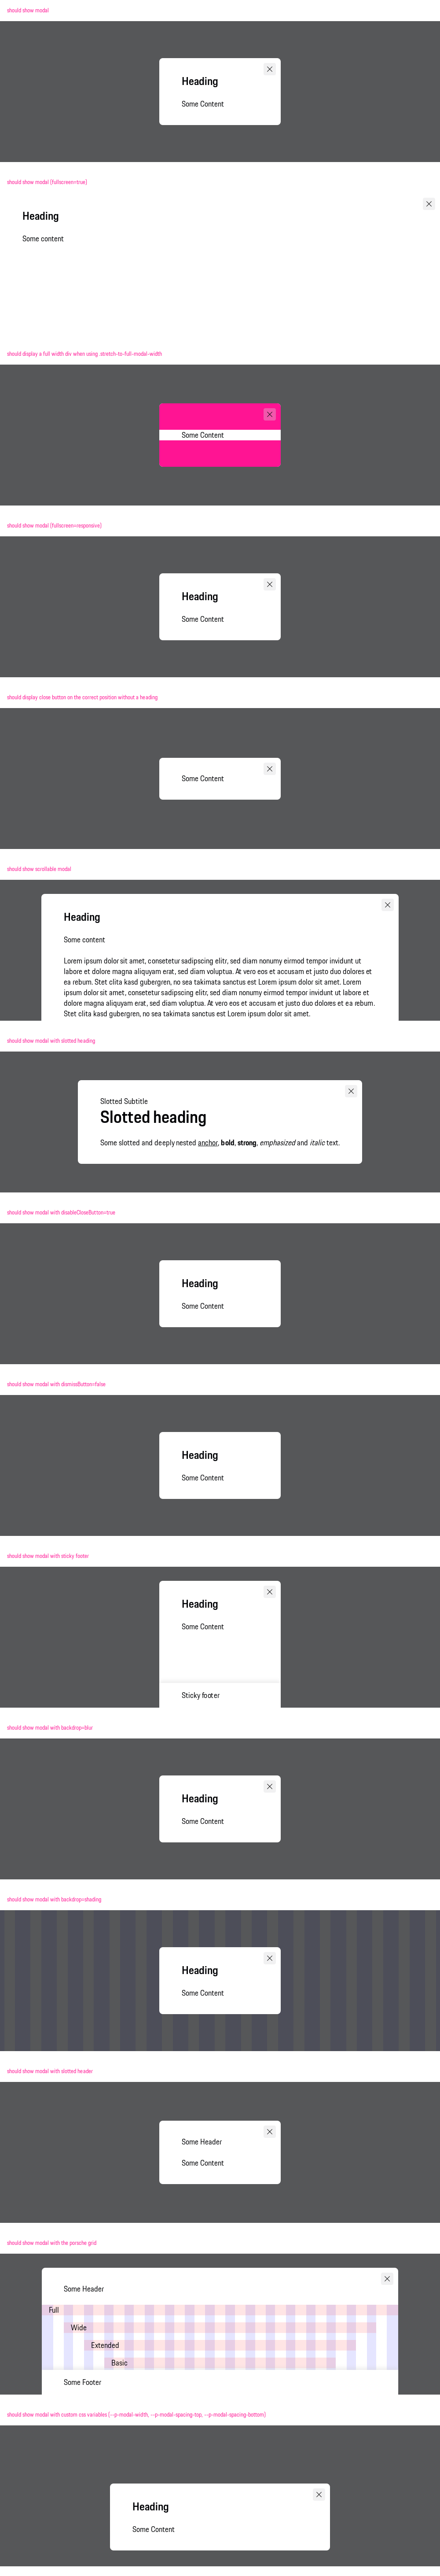 should show modal
Heading
Some Content
should show modal (fullscreen=true)
Heading
Some content
should display a full width div when using .stretch-to-full-modal-width
Some Content
should show modal (fullscreen=responsive)
Heading
Some Content
should display close button on the correct position without a heading
Some Content
should show scrollable modal
Heading
Some content
Lorem ipsum dolor sit amet, consetetur sadipscing elitr, sed diam nonumy eirmod tempor invidunt ut
labore et dolore magna aliquyam erat, sed diam voluptua. At vero eos et accusam et justo duo dolores et
ea rebum. Stet clita kasd gubergren, no sea takimata sanctus est Lorem ipsum dolor sit amet. Lorem
ipsum dolor sit amet, consetetur sadipscing elitr, sed diam nonumy eirmod tempor invidunt ut labore et
dolore magna aliquyam erat, sed diam voluptua. At vero eos et accusam et justo duo dolores et ea rebum.
Stet clita kasd gubergren, no sea takimata sanctus est Lorem ipsum dolor sit amet.
should show modal with slotted heading
Slotted Subtitle
Slotted heading
Some slotted and deeply nested anchor, bold, strong, emphasized and italic text.
should show modal with disableCloseButton=true
Heading
Some Content
should show modal with dismissButton=false
Heading
Some Content
should show modal with sticky footer
Heading
Some Content
Sticky footer
should show modal with backdrop=blur
Heading
Some Content
should show modal with backdrop=shading
Heading
Some Content
should show modal with slotted header
Some Header
Some Content
should show modal with the porsche grid
Some Header
Full
Wide
Extended
Basic
Some Footer
should show modal with custom css variables (--p-modal-width, --p-modal-spacing-top, --p-modal-spacing-bottom)
Heading
Some Content